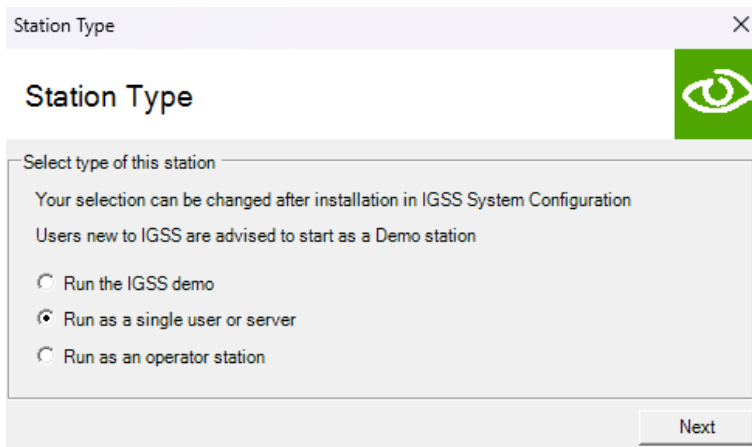 Station Type
Station Type
Select type of this station
Your selection can be changed after installation in IGSS System Configuration
Users new to IGSS are advised to start as a Demo station
Run the IGSS demo
Run as a single user or server
Run as an operator station
Next